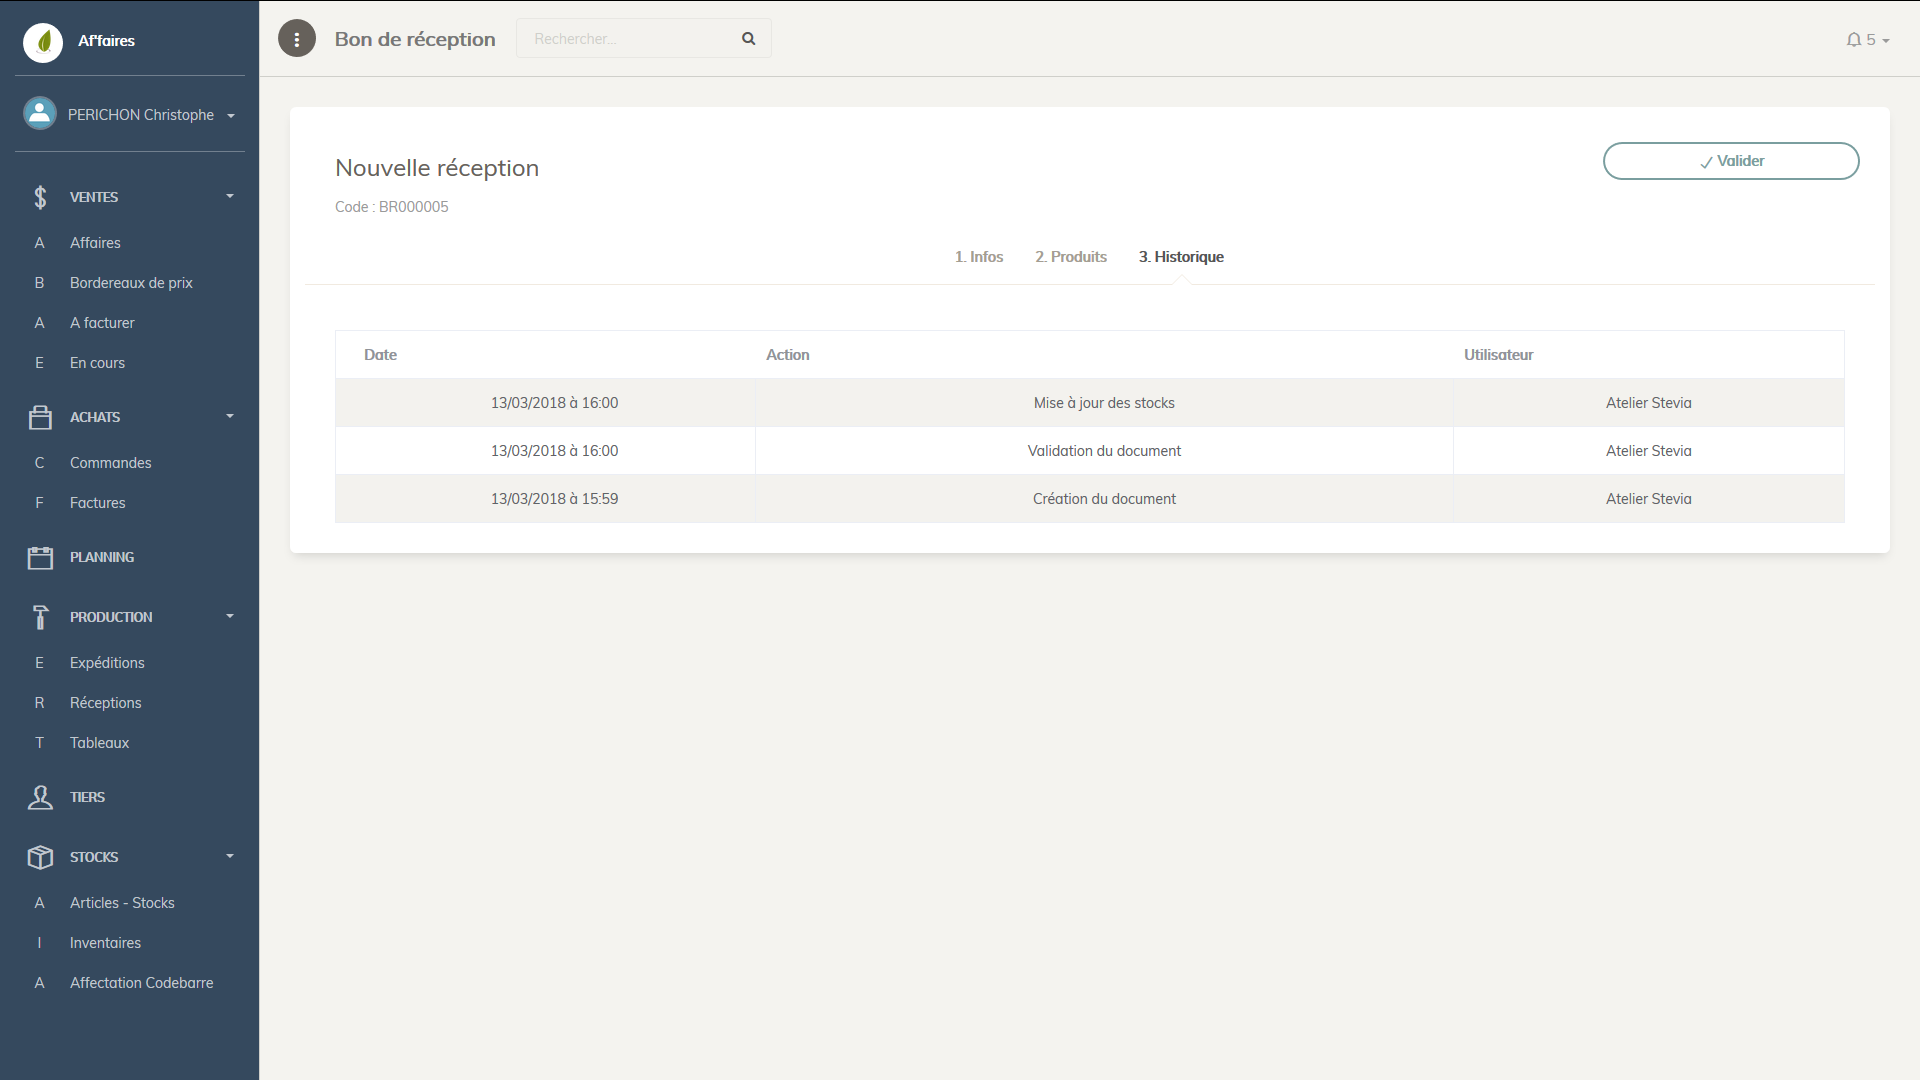 Af'faires
PERICHON Christophe
VENTES
A Affaires
B Bordereaux de prix
A A facturer
E En cours
ACHATS
C Commandes
F Factures
PLANNING
PRODUCTION
E Expéditions
R Réceptions
T Tableaux
TIERS
STOCKS
A Articles - Stocks
I Inventaires
A Affectation Codebarre
Bon de réception
Rechercher...
5
Nouvelle réception
Valider
Code : BR000005
1. Infos 2. Produits 3. Historique
Date Action Utilisateur
13/03/2018 à 16:00 Mise à jour des stocks Atelier Stevia
13/03/2018 à 16:00 Validation du document Atelier Stevia
13/03/2018 à 15:59 Création du document Atelier Stevia